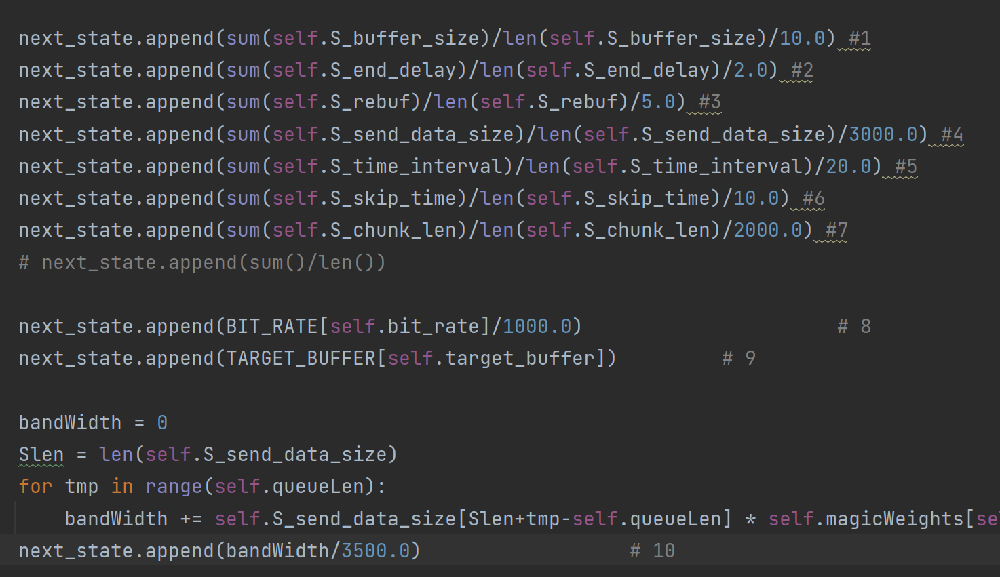 next_state.append(sum(self.S_buffer_size)/len(self.S_buffer_size)/10.0) #1
next_state.append(sum(self.S_end_delay)/len(self.S_end_delay)/2.0) #2
next_state.append(sum(self.S_rebuf)/len(self.S_rebuf)/5.0) #3
next_state.append(sum(self.S_send_data_size)/len(self.S_send_data_size)/3000.0) #4
next_state.append(sum(self.S_time_interval)/len(self.S_time_interval)/20.0) #5
next_state.append(sum(self.S_skip_time)/len(self.S_skip_time)/10.0) #6
next_state.append(sum(self.S_chunk_len)/len(self.S_chunk_len)/2000.0) #7
# next_state.append(sum()/len())
next_state.append(BIT_RATE[self.bit_rate]/1000.0) # 8
next_state.append(TARGET_BUFFER[self.target_buffer]) # 9
bandWidth = 0
Slen = len(self.S_send_data_size)
for tmp in range(self.queueLen):
bandWidth += self.S_send_data_size[Slen+tmp-self.queueLen] * self.magicWeights[se
next_state.append(bandWidth/3500.0) # 10